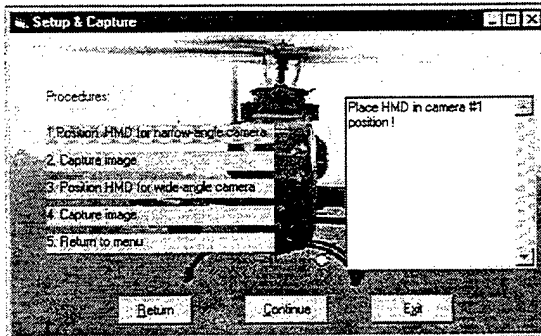 Setup & Capture
Procedures:
1. Position HMD for narrow-angle camera
2. Capture image
3. Position HMD for wide-angle camera
4. Capture image
5. Return to menu
Place HMD in camera #1
position !
Return
Continue
Exit